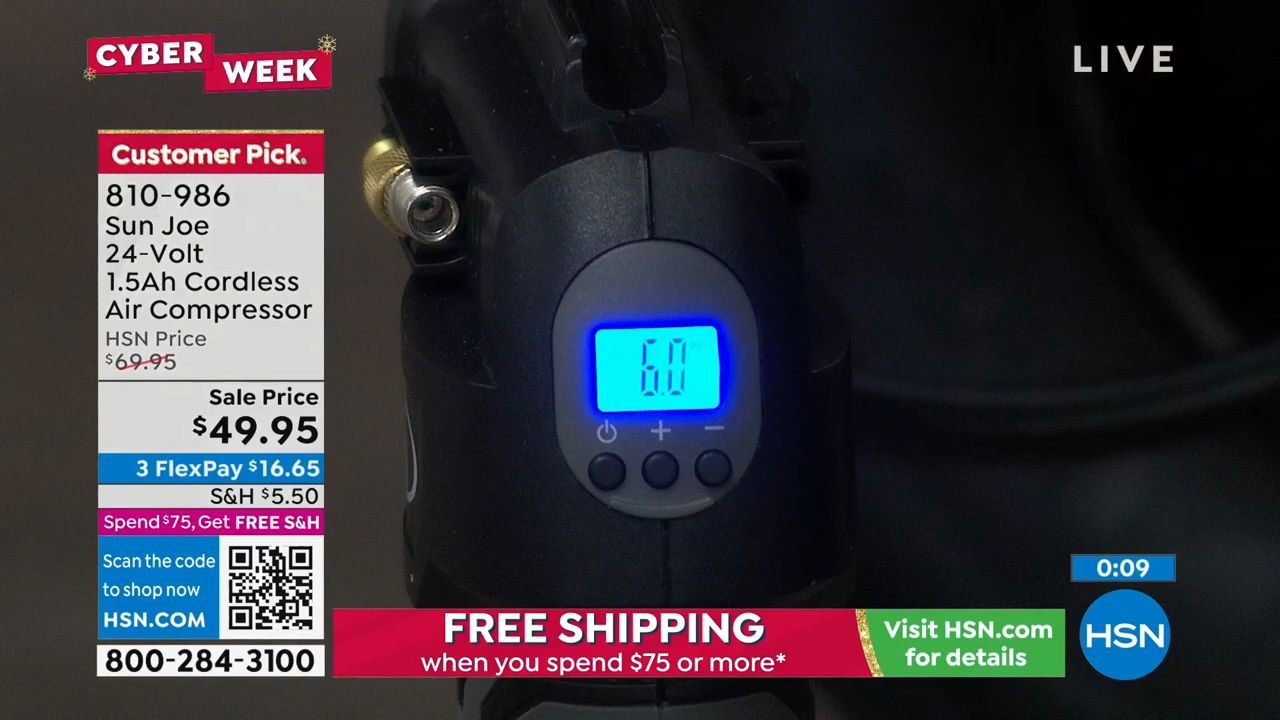 CYBER
WEEK
LIVE
Customer Pick.
810-986
Sun Joe
24-Volt
1.5Ah Cordless
Air Compressor
HSN Price
$69.95
Sale Price
$49.95
3 FlexPay $16.65
S&H $5.50
Spend $75, Get FREE S&H
Scan the code
to shop now
HSN.COM
800-284-3100
6.0 PSI
FREE SHIPPING
when you spend $75 or more*
Visit HSN.com
for details
0:09
HSN